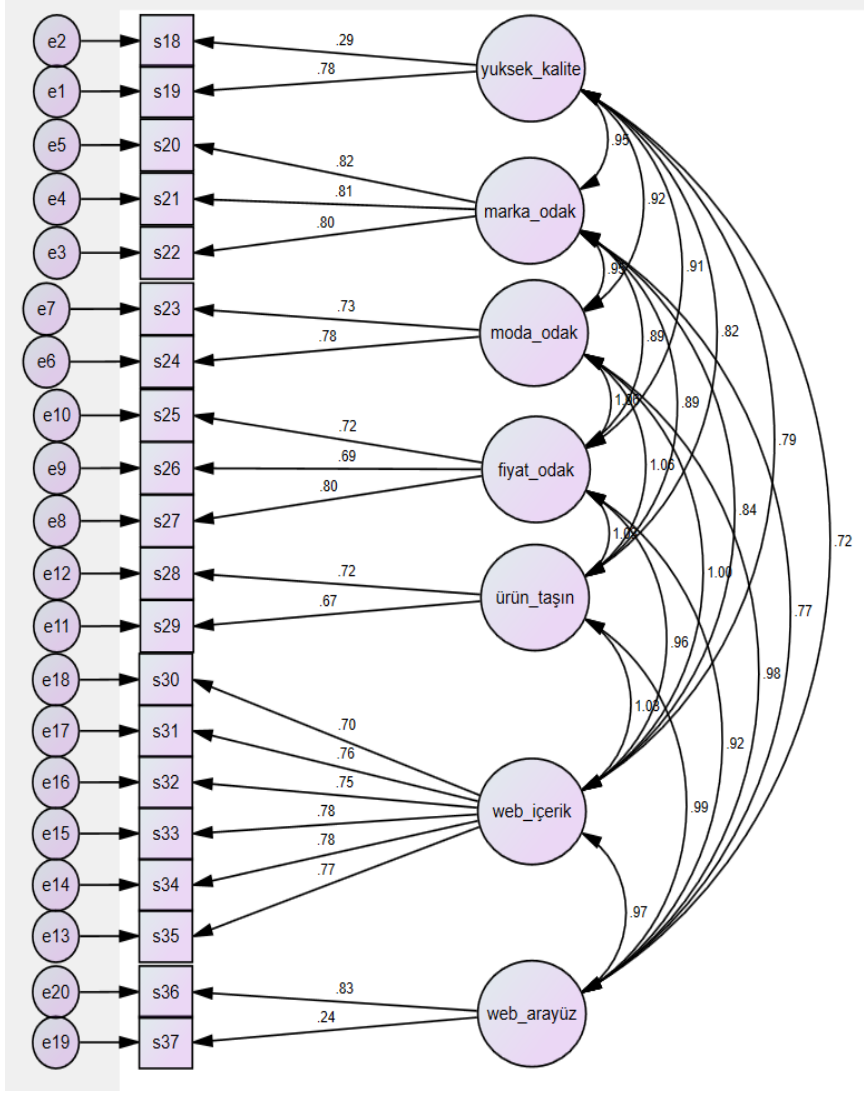 e2 s18 .29 yuksek_kalite
e1 s19 .78
e5 s20 .82 .95
e4 s21 .81 marka_odak .92
e3 s22 .80
.91
e7 s23 .73 moda_odak .89 .82
e6 s24 .78
e10 s25 .72 .89
e9 s26 .69 fiyat_odak 1.06 .79
e8 s27 .80 .84
1.00 .72
e12 s28 .72 ürün_taşın
e11 s29 .67 .77
e18 s30 .96
.98
e17 s31 .70 1.03
e16 s32 .76 .92
.75
e15 s33 .78 web_içerik .99
e14 s34 .78
e13 s35 .77 .97
e20 s36 .83 web_arayüz
e19 s37 .24